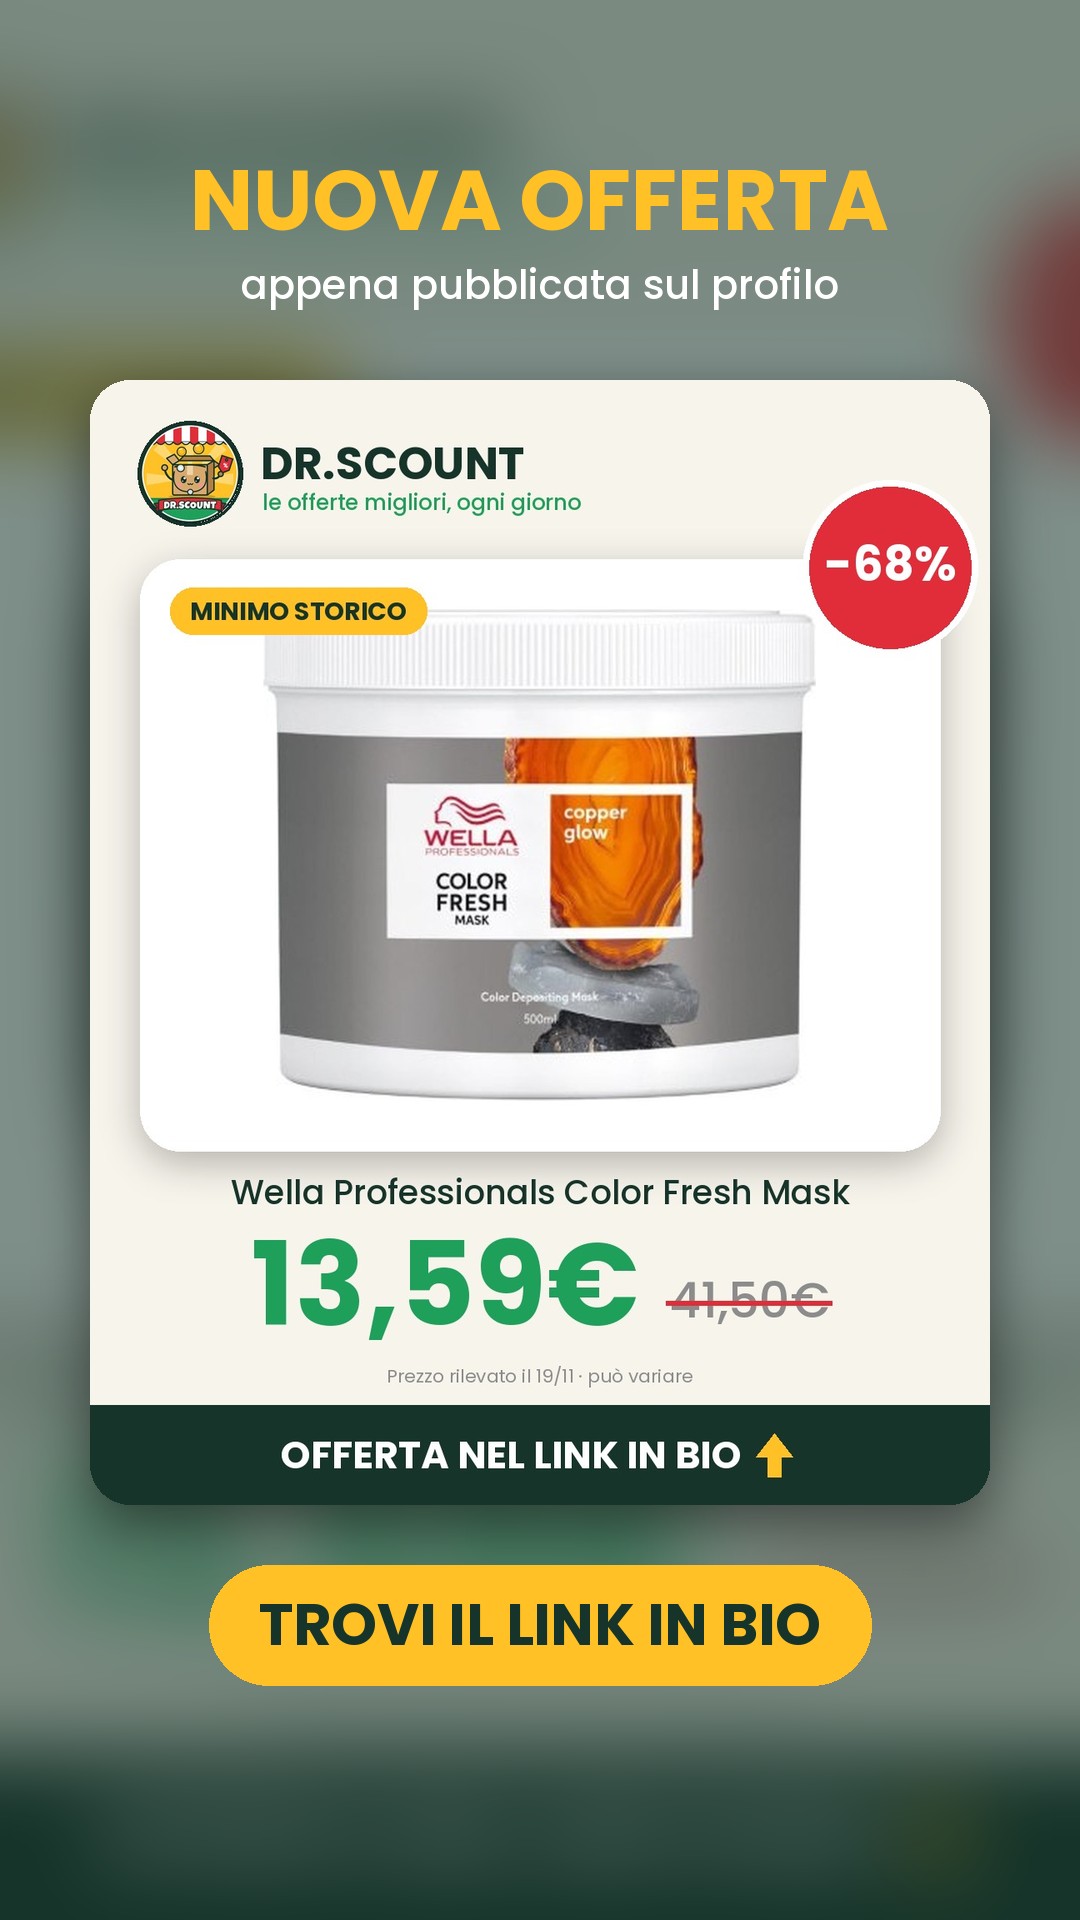 NUOVA OFFERTA
appena pubblicata sul profilo
DR.SCOUNT
DR.SCOUNT
le offerte migliori, ogni giorno
-68%
MINIMO STORICO
WELLA
PROFESSIONALS
COLOR
FRESH
MASK
copper
glow
Color Depositing Mask
500ml
Wella Professionals Color Fresh Mask
13,59€ 41,50€
Prezzo rilevato il 19/11 · può variare
OFFERTA NEL LINK IN BIO
TROVI IL LINK IN BIO